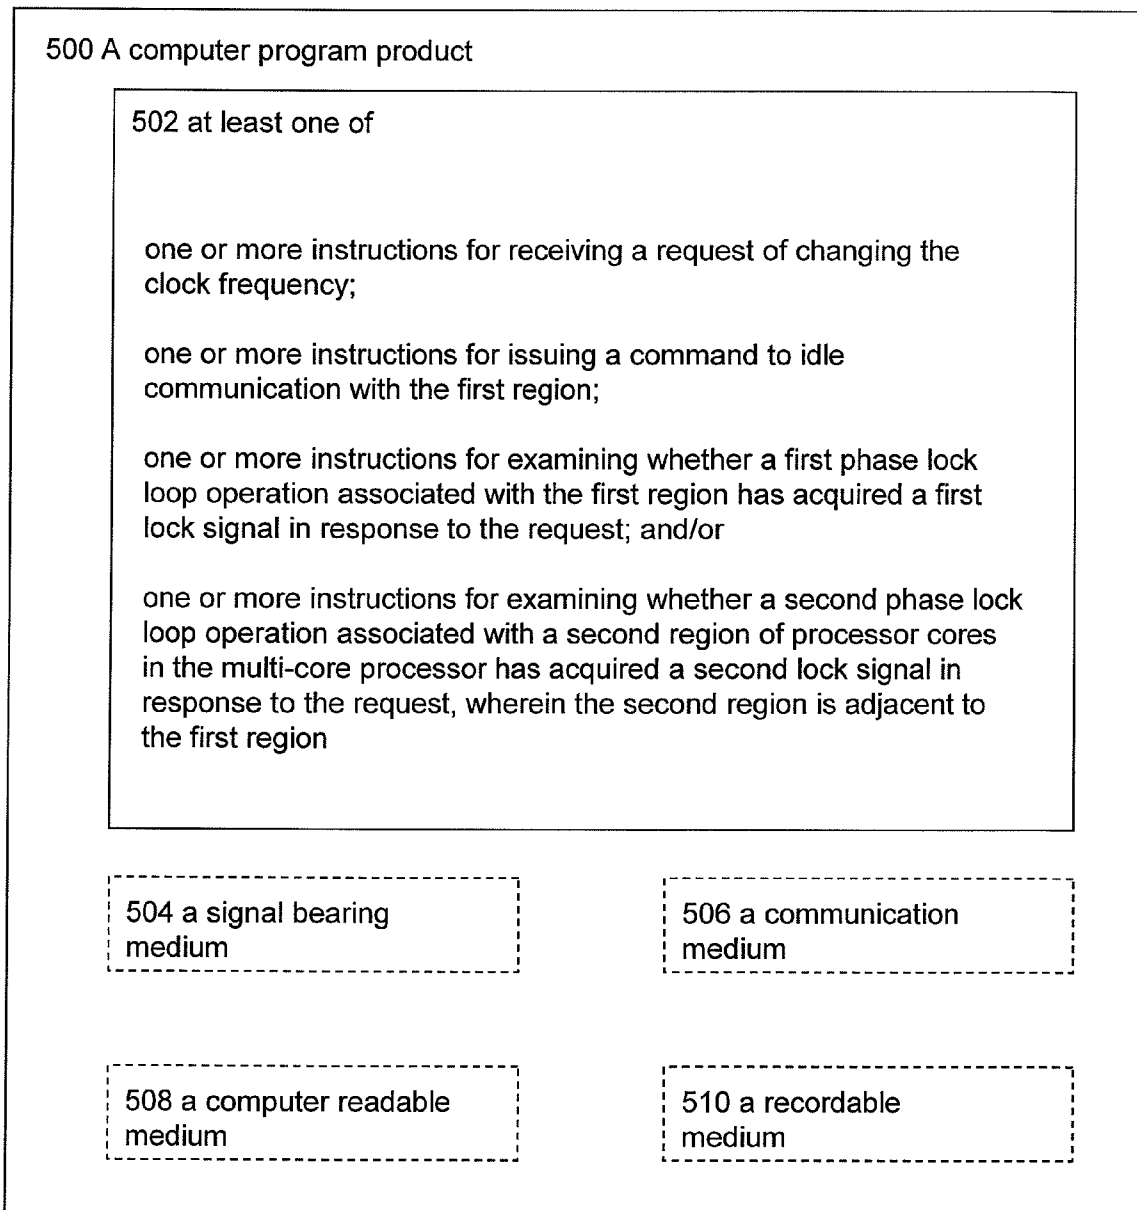 500 A computer program product
502 at least one of
one or more instructions for receiving a request of changing the
clock frequency;
one or more instructions for issuing a command to idle
communication with the first region;
one or more instructions for examining whether a first phase lock
loop operation associated with the first region has acquired a first
lock signal in response to the request; and/or
one or more instructions for examining whether a second phase lock
loop operation associated with a second region of processor cores
in the multi-core processor has acquired a second lock signal in
response to the request, wherein the second region is adjacent to
the first region
504 a signal bearing
medium
506 a communication
medium
508 a computer readable
medium
510 a recordable
medium